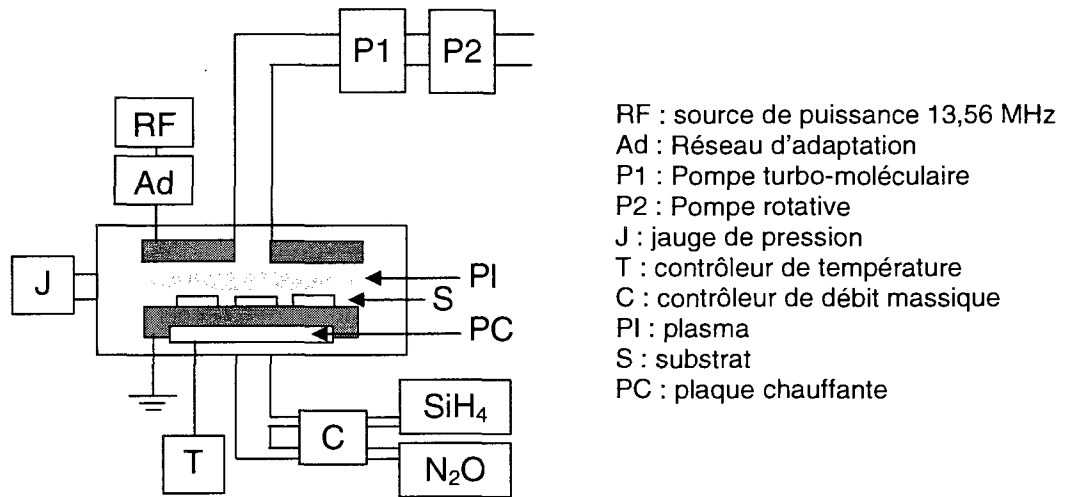 P1
P2
RF
Ad
J
PI
S
PC
SiH₄
C
T
N₂O
RF : source de puissance 13,56 MHz
Ad : Réseau d'adaptation
P1 : Pompe turbo-moléculaire
P2 : Pompe rotative
J : jauge de pression
T : contrôleur de température
C : contrôleur de débit massique
PI : plasma
S : substrat
PC : plaque chauffante